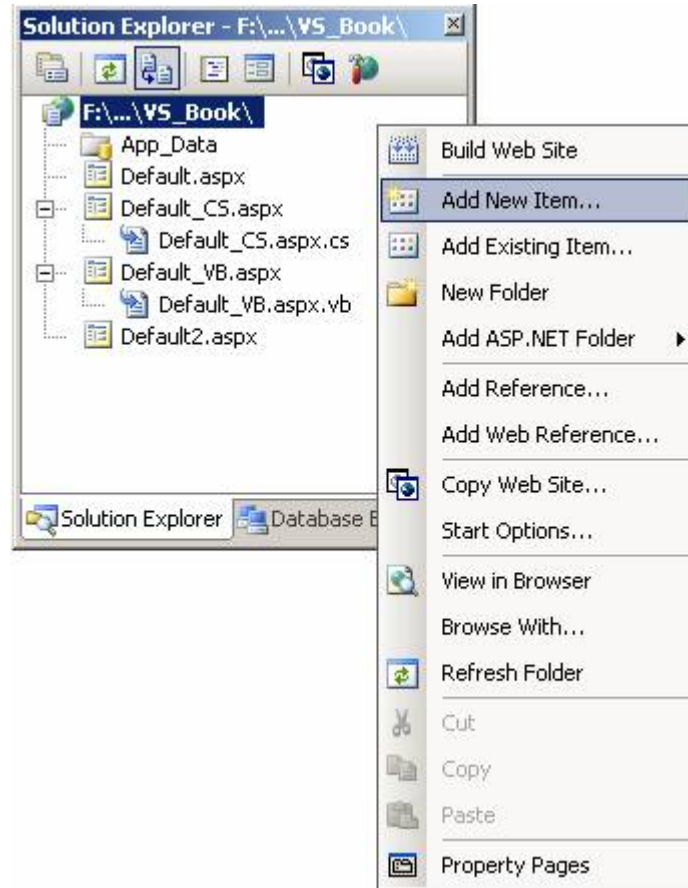 Solution Explorer - F:\...\VS_Book\
F:\...\VS_Book\
App_Data
Default.aspx
Default_CS.aspx
Default_CS.aspx.cs
Default_VB.aspx
Default_VB.aspx.vb
Default2.aspx
Solution Explorer
Database E
Build Web Site
Add New Item...
Add Existing Item...
New Folder
Add ASP.NET Folder
Add Reference...
Add Web Reference...
Copy Web Site...
Start Options...
View in Browser
Browse With...
Refresh Folder
Cut
Copy
Paste
Property Pages